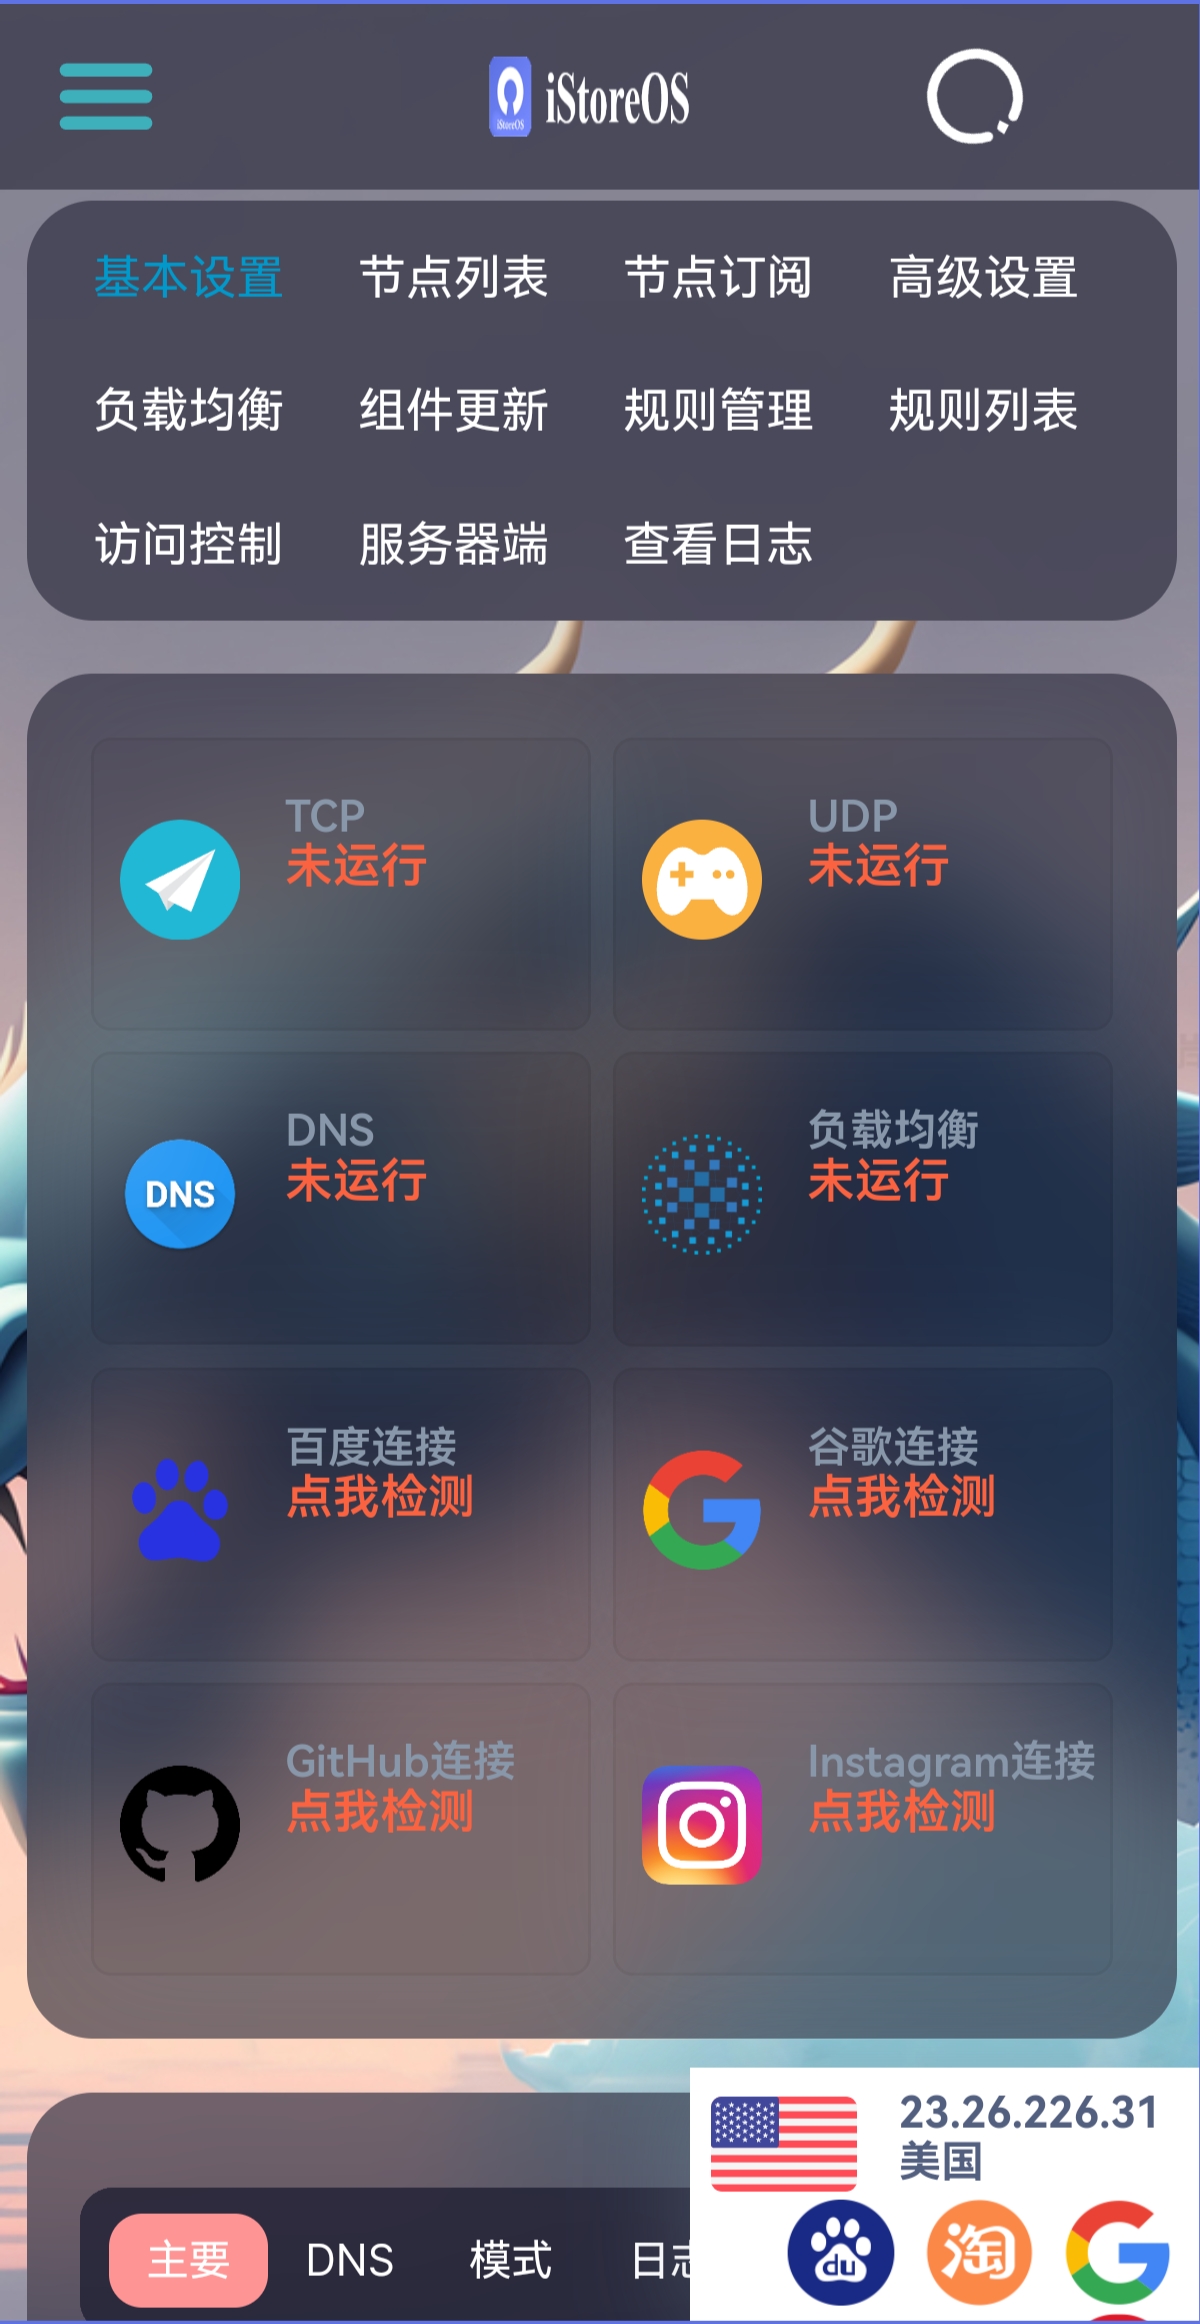 iStoreOS
iStoreOS
基本设置 节点列表 节点订阅 高级设置
负载均衡 组件更新 规则管理 规则列表
访问控制 服务器端 查看日志
TCP
未运行
UDP
未运行
DNS
DNS
未运行
负载均衡
未运行
百度连接
点我检测
谷歌连接
点我检测
GitHub连接
点我检测
Instagram连接
点我检测
23.26.226.31
美国
主要 DNS 模式 日志
du
淘